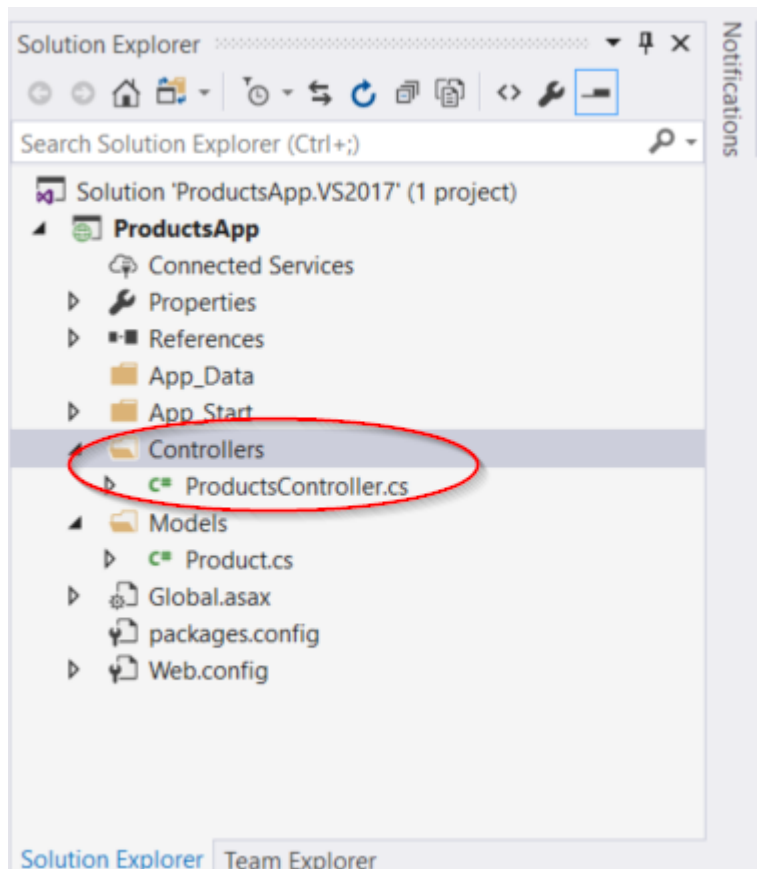 Solution Explorer
Notifications
Search Solution Explorer (Ctrl+;)
Solution 'ProductsApp.VS2017' (1 project)
ProductsApp
Connected Services
Properties
References
App_Data
App_Start
Controllers
C# ProductsController.cs
Models
C# Product.cs
Global.asax
packages.config
Web.config
Solution Explorer Team Explorer